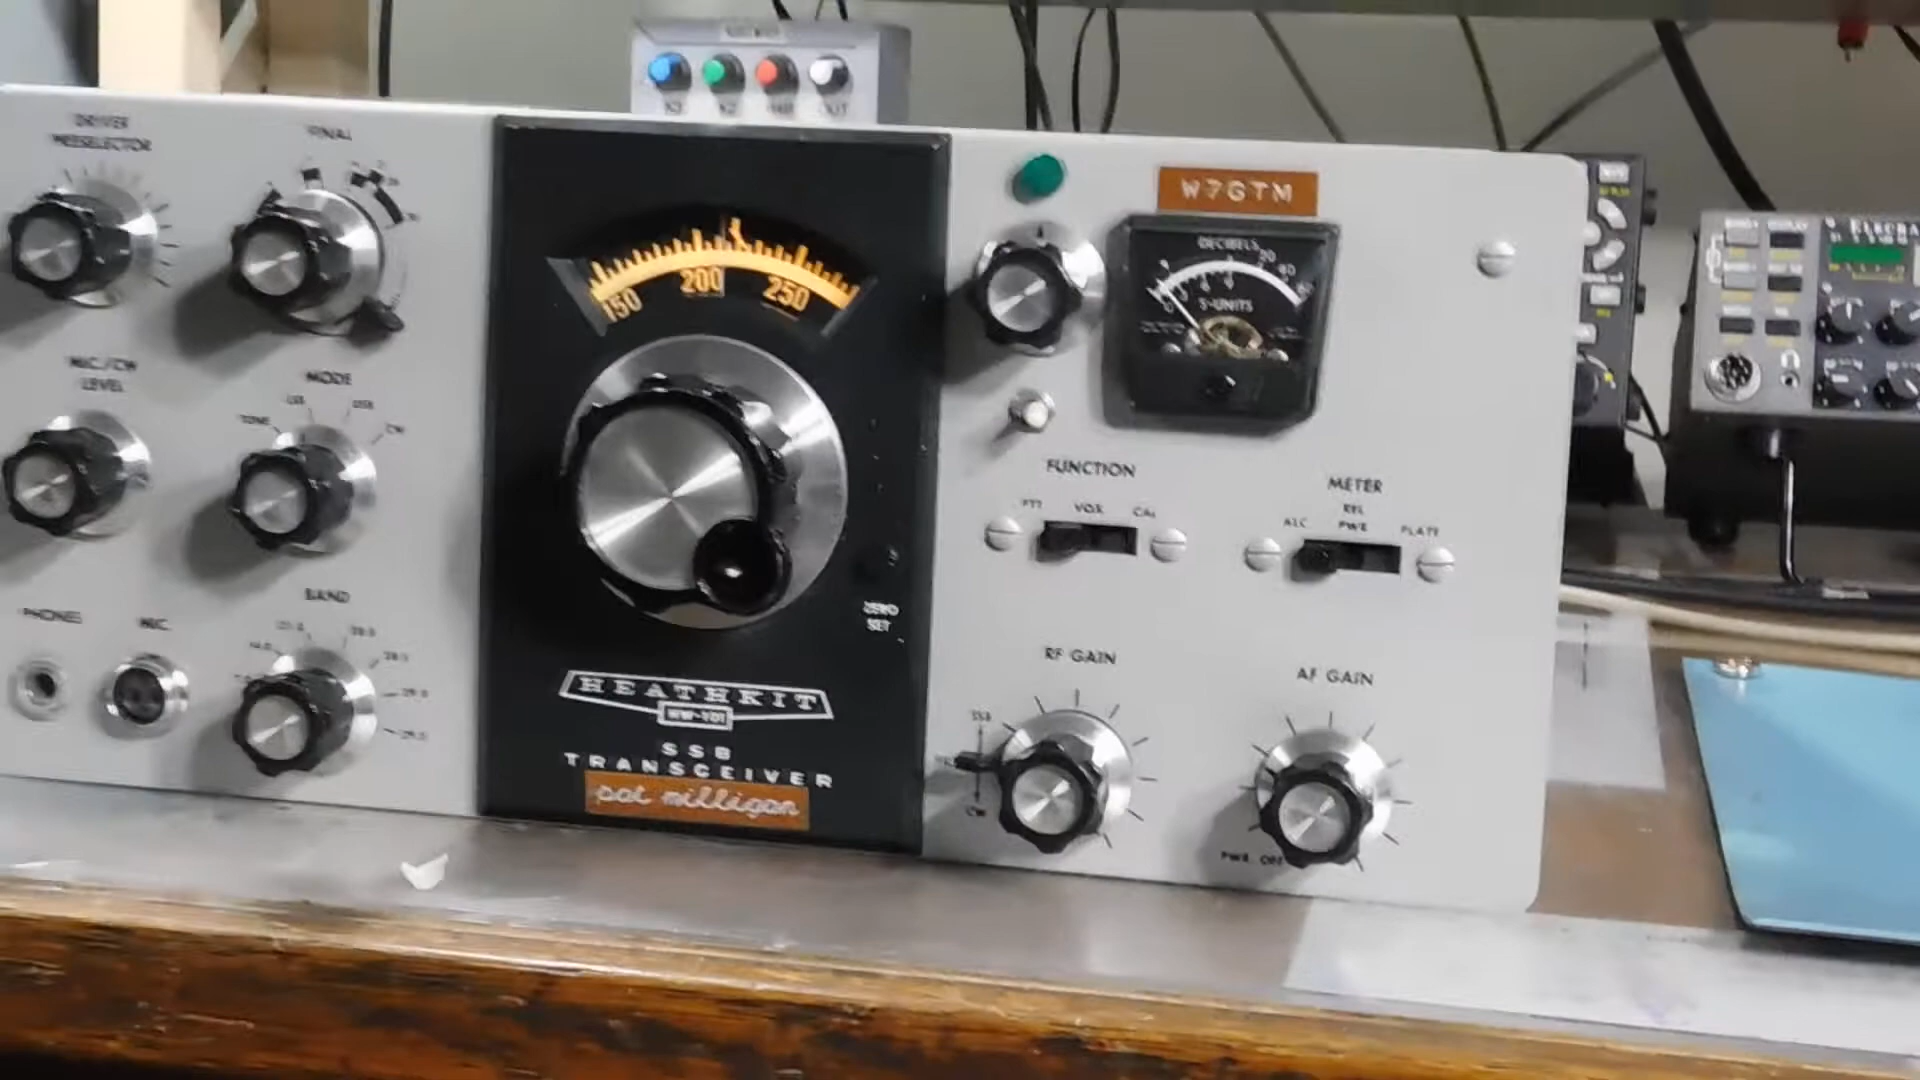 DRIVER
PRESELECTOR
FINAL
MIC/CW
LEVEL
MODE
TONE
LSB
USB
CW
PHONES
MIC
BAND
150
200
250
ZERO
SET
HEATHKIT
HW-101
SSB
TRANSCEIVER
pat milligan
W7GTM
DECIBELS
S-UNITS
FUNCTION
PTT
VOX
CAL
METER
ALC
REL
PWR
PLATE
RF GAIN
SSB
CW
AF GAIN
PWR. OFF